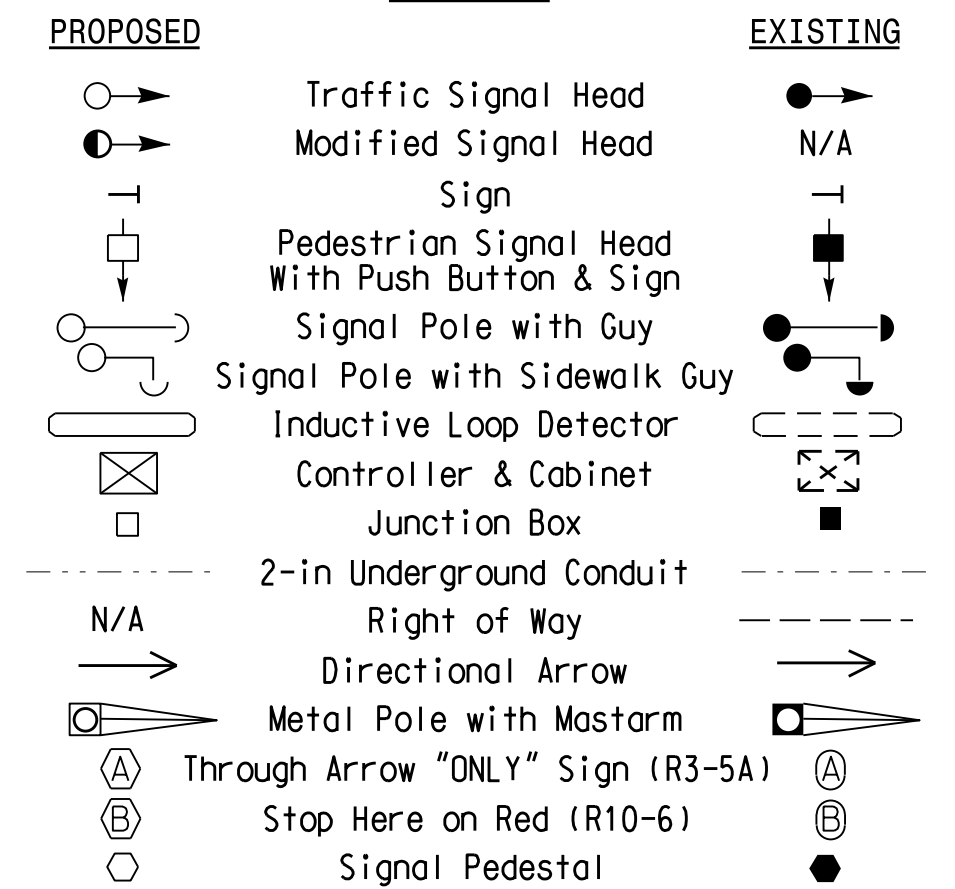 PROPOSED EXISTING
Traffic Signal Head
Modified Signal Head N/A
Sign
Pedestrian Signal Head
With Push Button & Sign
Signal Pole with Guy
Signal Pole with Sidewalk Guy
Inductive Loop Detector
Controller & Cabinet
Junction Box
2-in Underground Conduit
N/A Right of Way
Directional Arrow
Metal Pole with Mastarm
A Through Arrow "ONLY" Sign (R3-5A) A
B Stop Here on Red (R10-6) B
Signal Pedestal